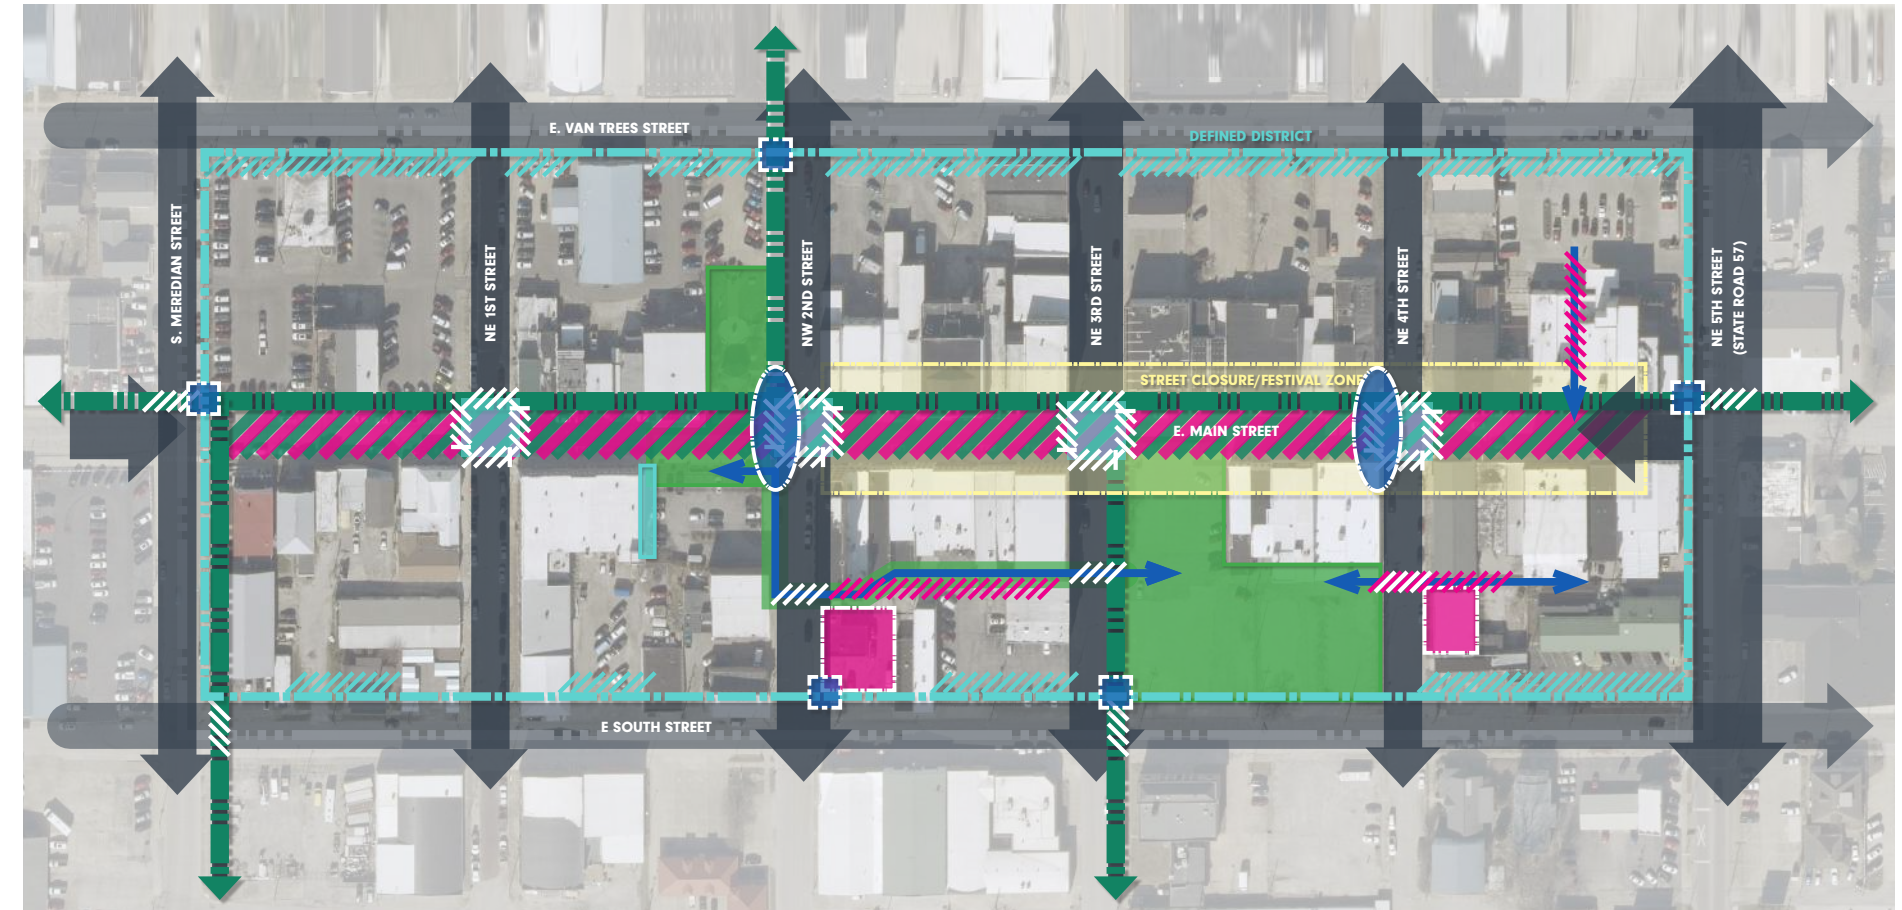 E. VAN TREES STREET
DEFINED DISTRICT
S. MEREDIAN STREET
NE 1ST STREET
NW 2ND STREET
NE 3RD STREET
NE 4TH STREET
NE 5TH STREET
(STATE ROAD 57)
STREET CLOSURE/FESTIVAL ZONE
E. MAIN STREET
E SOUTH STREET